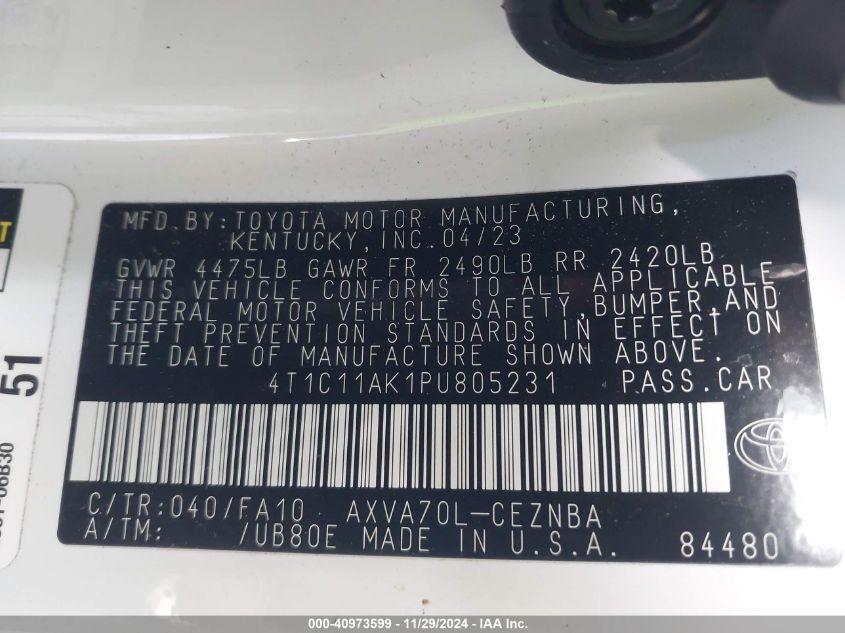 MFD.BY:TOYOTA MOTOR MANUFACTURING,
KENTUCKY,INC.04/23
GVWR 4475LB GAWR FR 2490LB RR 2420LB
THIS VEHICLE CONFORMS TO ALL APPLICABLE
FEDERAL MOTOR VEHICLE SAFETY,BUMPER,AND
THEFT PREVENTION STANDARDS IN EFFECT ON
THE DATE OF MANUFACTURE SHOWN ABOVE.
4T1C11AK1PU805231 PASS.CAR
C/TR:040/FA10 AXVA70L-CEZNBA
A/TM: /UB80E MADE IN U.S.A. 84480
51
06B30
000-40973599 - 11/29/2024 - IAA Inc.